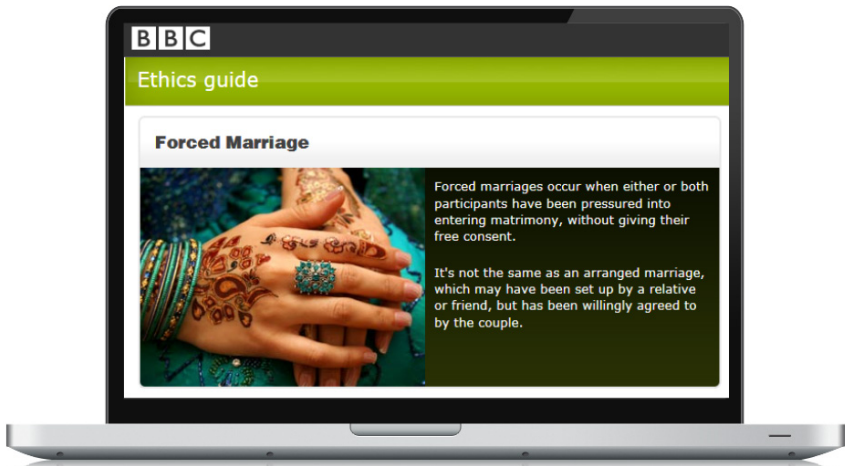 BBC
Ethics guide
Forced Marriage
Forced marriages occur when either or both
participants have been pressured into
entering matrimony, without giving their
free consent.
It's not the same as an arranged marriage,
which may have been set up by a relative
or friend, but has been willingly agreed to
by the couple.